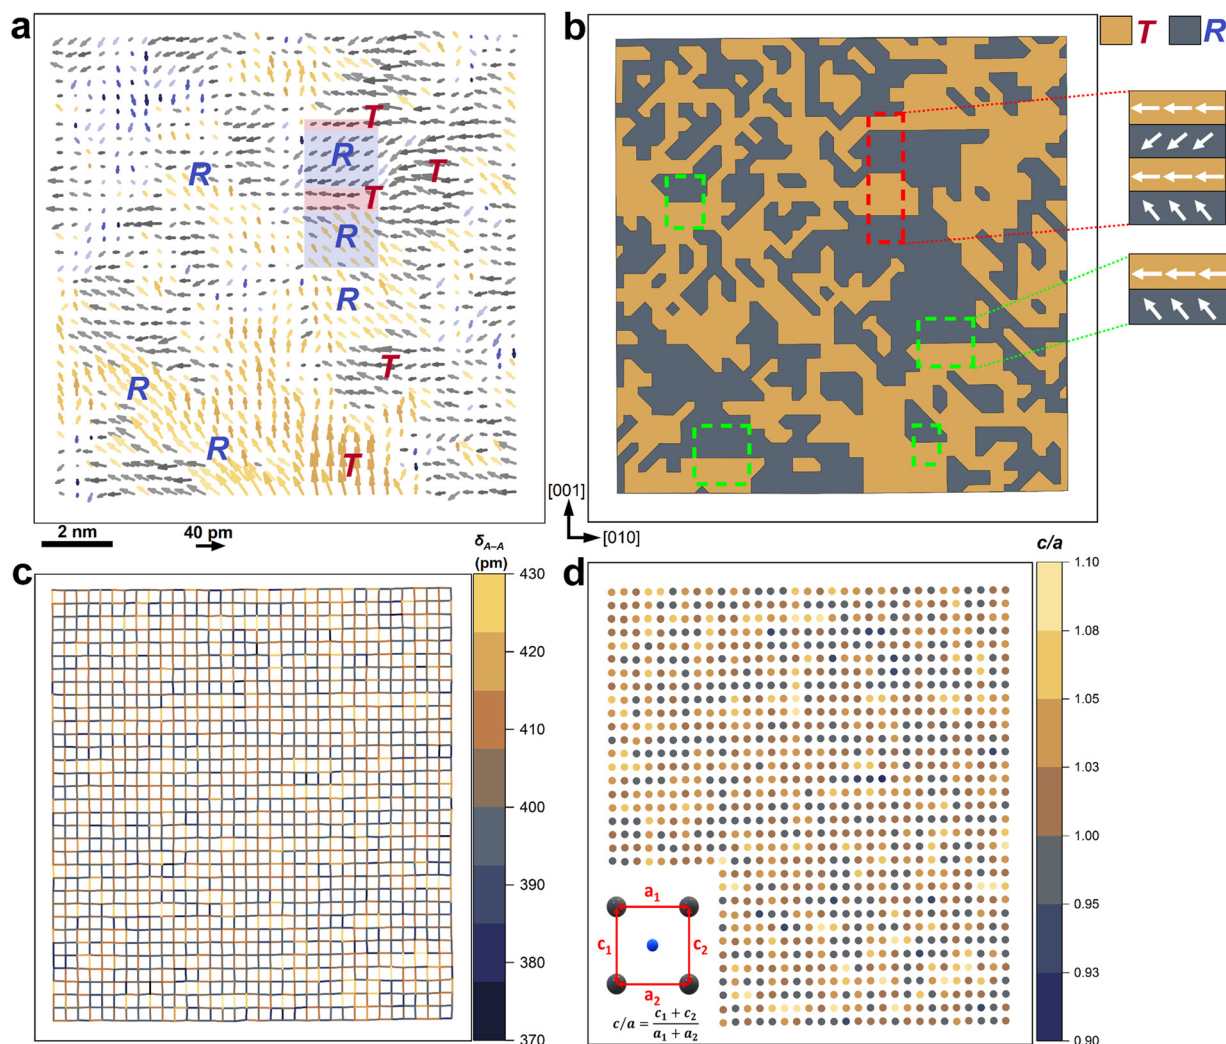 a
T
R
T
R
T
R
R
T
R
R
T
2 nm
40 pm
b
T
R
[001]
[010]
c
δA–A
(pm)
430
420
410
400
390
380
370
d
c/a
1.10
1.08
1.05
1.03
1.00
0.95
0.93
0.90
a1
c1
c2
a2
c/a = c1 + c2 / a1 + a2